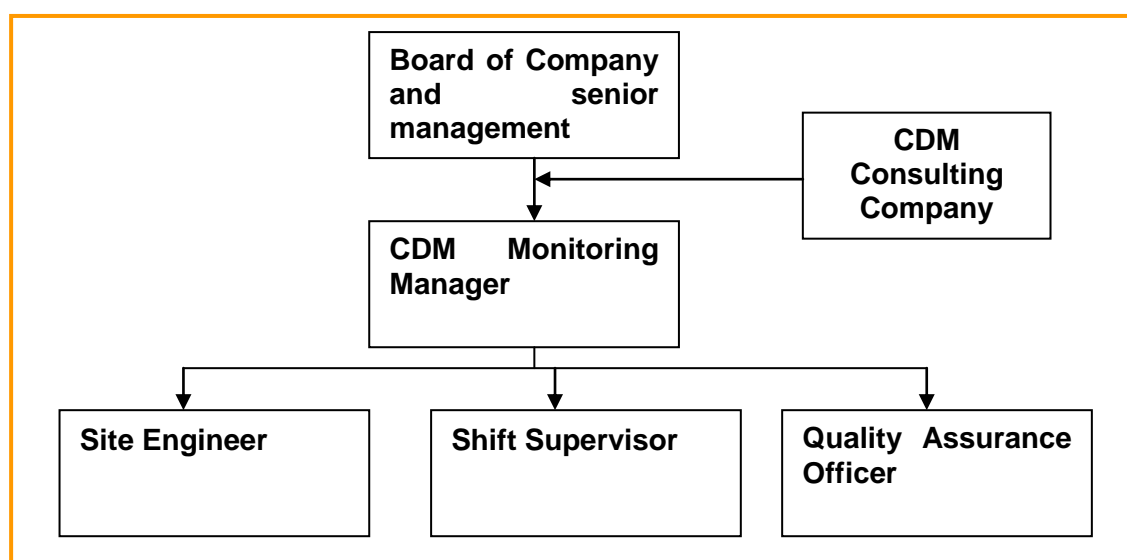 Board of Company
and senior
management
CDM
Consulting
Company
CDM Monitoring
Manager
Site Engineer
Shift Supervisor
Quality Assurance
Officer